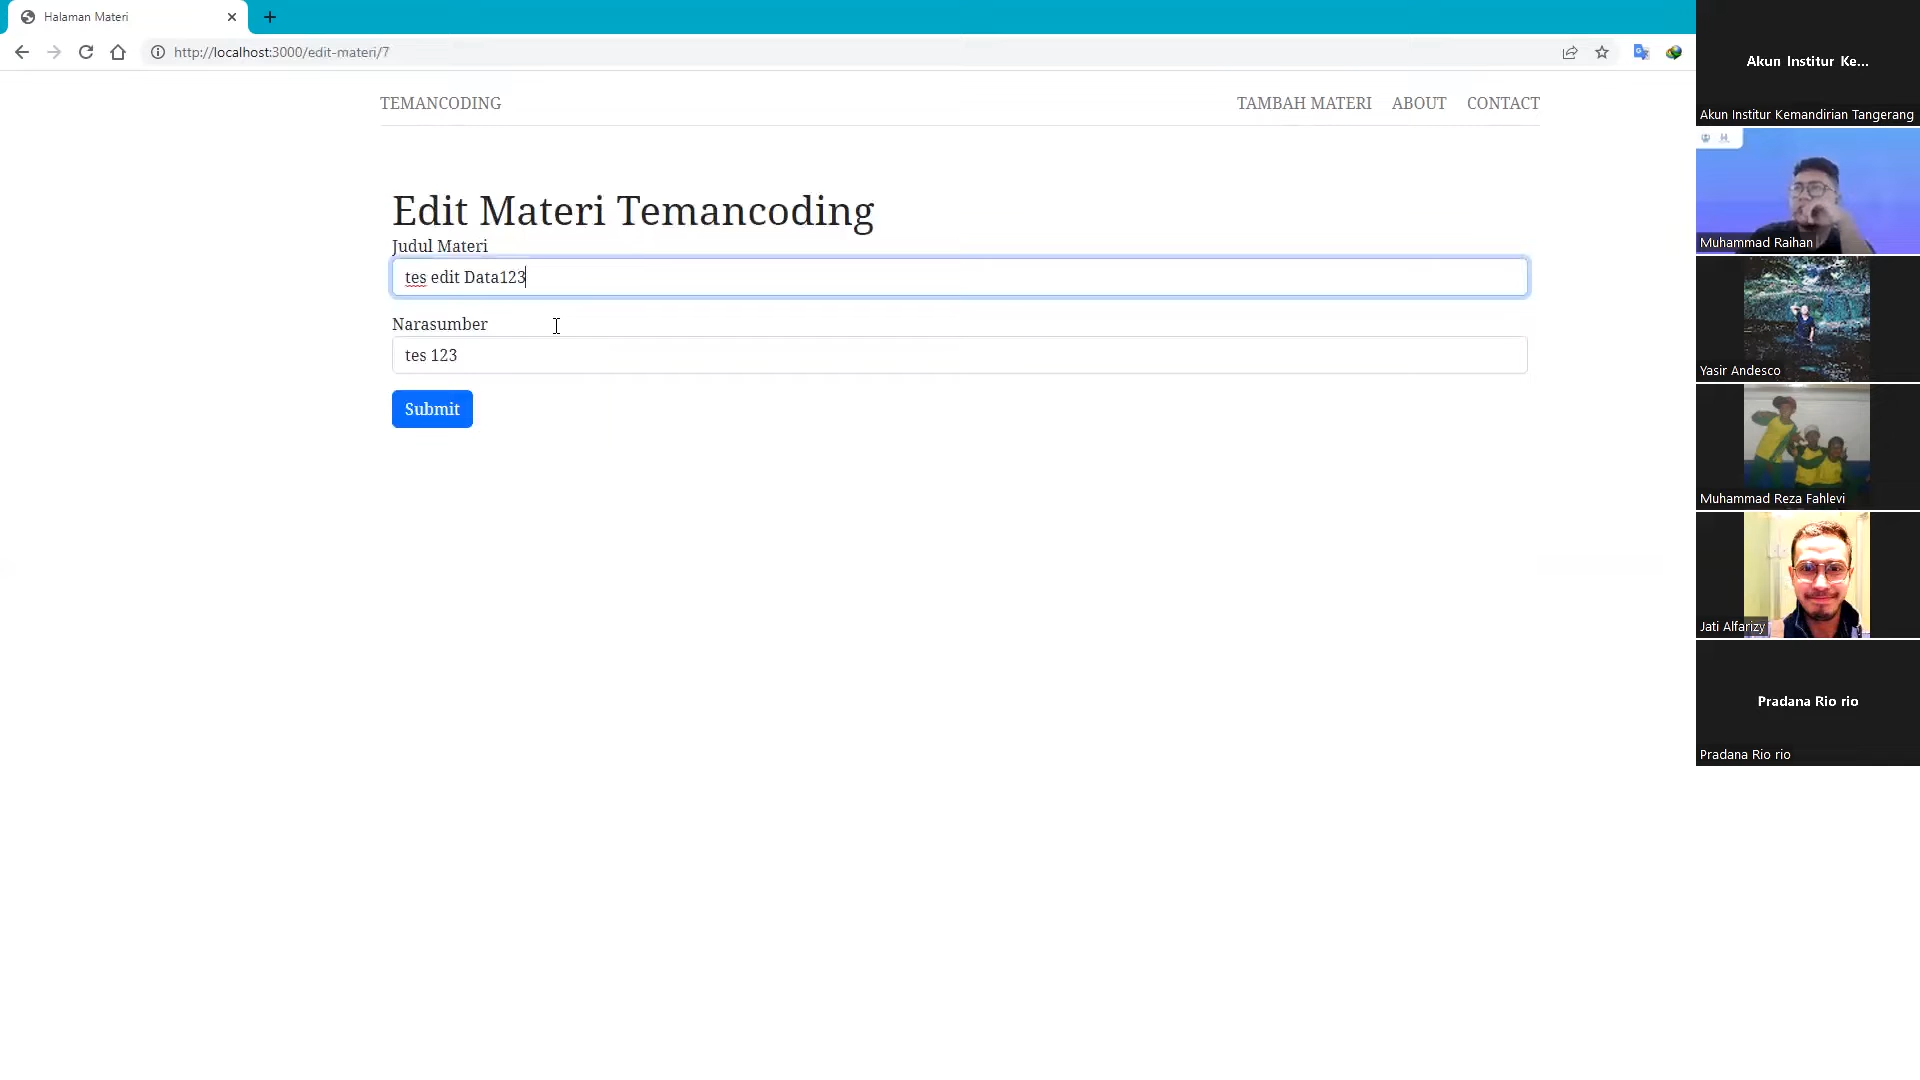 Halaman Materi
http://localhost:3000/edit-materi/7
TEMANCODING
TAMBAH MATERI
ABOUT
CONTACT
Edit Materi Temancoding
Judul Materi
tes edit Data123
Narasumber
tes 123
Submit
Akun Institur Ke...
Akun Institur Kemandirian Tangerang
Muhammad Raihan
Yasir Andesco
Muhammad Reza Fahlevi
Jati Alfarizy
Pradana Rio rio
Pradana Rio rio